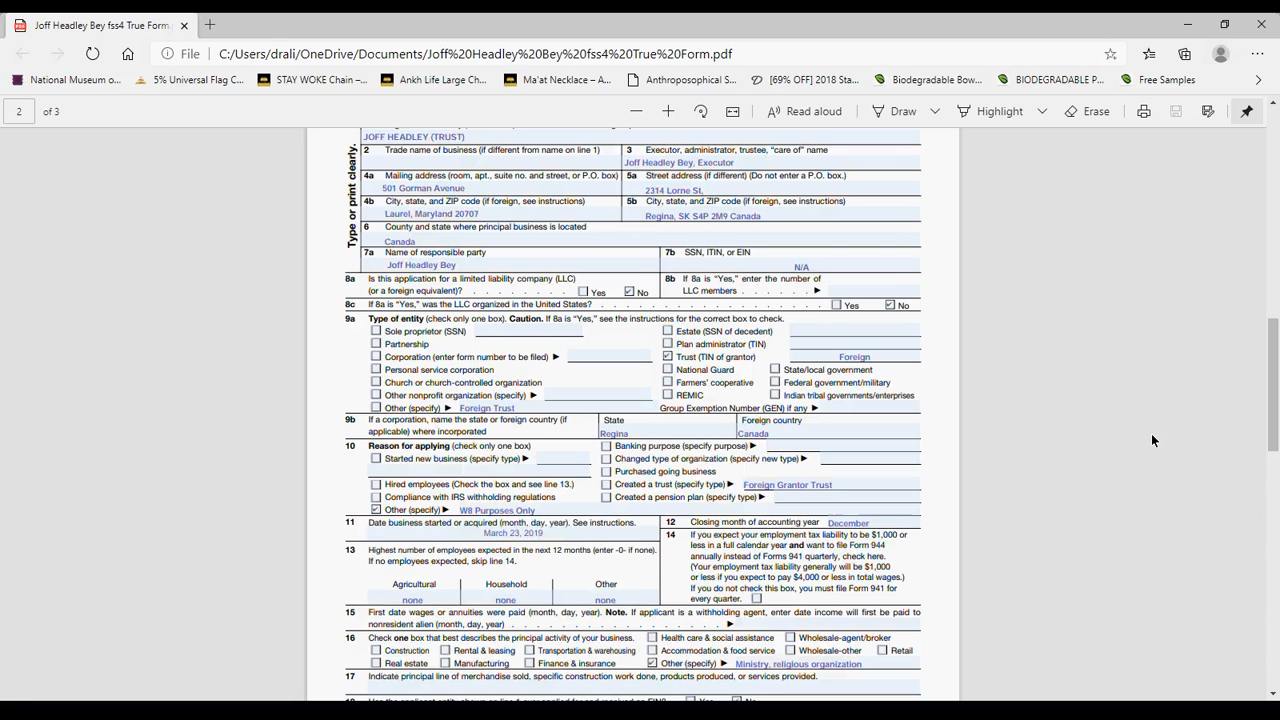 Joff Headley Bey fss4 True Form.
File C:/Users/drali/OneDrive/Documents/Joff%20Headley%20Bey%20fss4%20True%20Form.pdf
National Museum o... 5% Universal Flag C... STAY WOKE Chain –... Ankh Life Large Ch... Ma'at Necklace – A... Anthroposophical S... [69% OFF] 0318 Sa... Biodegradable Bow... BIODEGRADABLE P... Free Samples
2 of 3 Read aloud Draw Highlight Erase
JOFF HEADLEY (TRUST)
Type or print clearly.
2 Trade name of business (if different from name on line 1)
3 Executor, administrator, trustee, “care of” name
Joff Headley Bey, Executor
4a Mailing address (room, apt., suite no. and street, or P.O. box)
501 Gorman Avenue
5a Street address (if different) (Do not enter a P.O. box.)
2314 Lorne St,
4b City, state, and ZIP code (if foreign, see instructions)
Laurel, Maryland 20707
5b City, state, and ZIP code (if foreign, see instructions)
Regina, SK S4P 2M9 Canada
6 County and state where principal business is located
Canada
7a Name of responsible party
Joff Headley Bey
7b SSN, ITIN, or EIN
N/A
8a Is this application for a limited liability company (LLC)
(or a foreign equivalent)? . . . . . . . . Yes No
8b If 8a is “Yes,” enter the number of
LLC members . . . . . . ▶
8c If 8a is “Yes,” was the LLC organized in the United States? . . . . . . . . . . . . . . . . . . Yes No
9a Type of entity (check only one box). Caution. If 8a is “Yes,” see the instructions for the correct box to check.
Sole proprietor (SSN) Estate (SSN of decedent)
Partnership Plan administrator (TIN)
Corporation (enter form number to be filed) ▶ Trust (TIN of grantor) Foreign
Personal service corporation National Guard State/local government
Church or church-controlled organization Farmers’ cooperative Federal government/military
Other nonprofit organization (specify) ▶ REMIC Indian tribal governments/enterprises
Other (specify) ▶ Foreign Trust Group Exemption Number (GEN) if any ▶
9b If a corporation, name the state or foreign country (if
applicable) where incorporated
State
Regina
Foreign country
Canada
10 Reason for applying (check only one box) Banking purpose (specify purpose) ▶
Started new business (specify type) ▶ Changed type of organization (specify new type) ▶
Purchased going business
Hired employees (Check the box and see line 13.) Created a trust (specify type) ▶ Foreign Grantor Trust
Compliance with IRS withholding regulations Created a pension plan (specify type) ▶
Other (specify) ▶ W8 Purposes Only
11 Date business started or acquired (month, day, year). See instructions.
March 23, 2019
12 Closing month of accounting year December
13 Highest number of employees expected in the next 12 months (enter -0- if none).
If no employees expected, skip line 14.
Agricultural Household Other
none none none
14 If you expect your employment tax liability to be $1,000 or
less in a full calendar year and want to file Form 944
annually instead of Forms 941 quarterly, check here.
(Your employment tax liability generally will be $1,000
or less if you expect to pay $4,000 or less in total wages.)
If you do not check this box, you must file Form 941 for
every quarter.
15 First date wages or annuities were paid (month, day, year). Note. If applicant is a withholding agent, enter date income will first be paid to
nonresident alien (month, day, year) . . . . . . . . . . . . . . . . . ▶
16 Check one box that best describes the principal activity of your business. Health care & social assistance Wholesale-agent/broker
Construction Rental & leasing Transportation & warehousing Accommodation & food service Wholesale-other Retail
Real estate Manufacturing Finance & insurance Other (specify) ▶ Ministry, religious organization
17 Indicate principal line of merchandise sold, specific construction work done, products produced, or services provided.